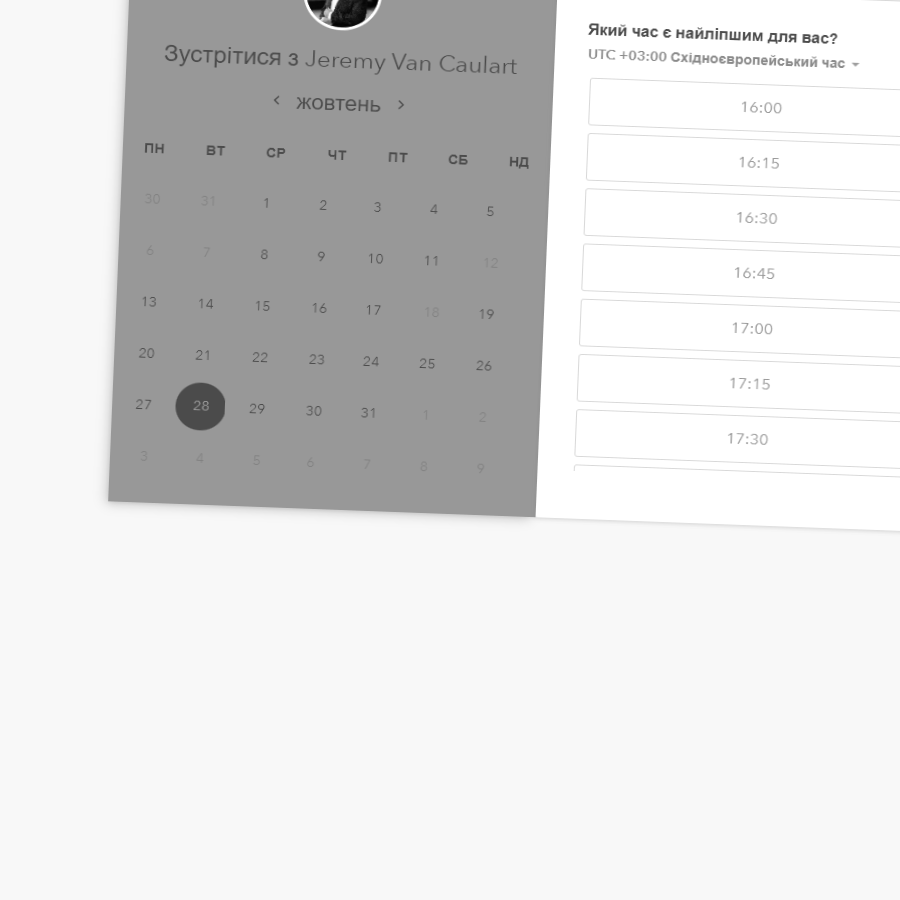 Зустрітися з Jeremy Van Caulart
‹ жовтень ›
ПН ВТ СР ЧТ ПТ СБ НД
30 31 1 2 3 4 5
6 7 8 9 10 11 12
13 14 15 16 17 18 19
20 21 22 23 24 25 26
27 28 29 30 31 1 2
3 4 5 6 7 8 9
Який час є найліпшим для вас?
UTC +03:00 Східноєвропейський час
16:00
16:15
16:30
16:45
17:00
17:15
17:30